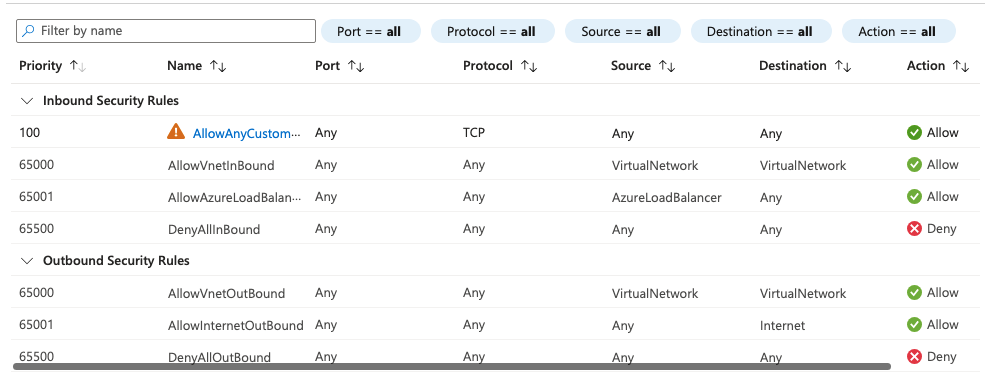 Filter by name Port == all Protocol == all Source == all Destination == all Action == all
Priority Name Port Protocol Source Destination Action
Inbound Security Rules
100 AllowAnyCustom... Any TCP Any Any Allow
65000 AllowVnetInBound Any Any VirtualNetwork VirtualNetwork Allow
65001 AllowAzureLoadBalan... Any Any AzureLoadBalancer Any Allow
65500 DenyAllInBound Any Any Any Any Deny
Outbound Security Rules
65000 AllowVnetOutBound Any Any VirtualNetwork VirtualNetwork Allow
65001 AllowInternetOutBound Any Any Any Internet Allow
65500 DenyAllOutBound Any Any Any Any Deny